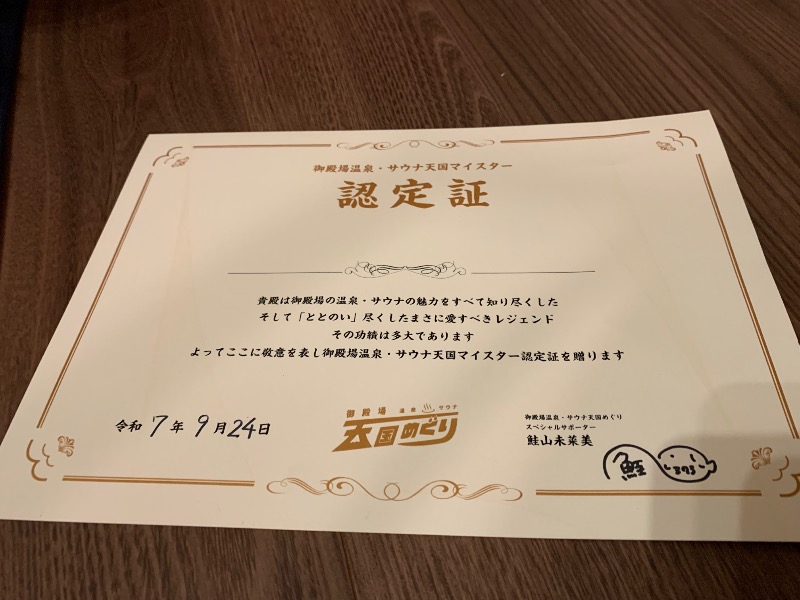 御殿場温泉・サウナ天国マイスター
認定証
貴殿は御殿場の温泉・サウナの魅力をすべて知り尽くした
そして「ととのい」尽くしたまさに愛すべきレジェンド
その功績は多大であります
よってここに敬意を表し御殿場温泉・サウナ天国マイスター認定証を贈ります
令和7年9月24日
御殿場 温泉 サウナ
天国めぐり
御殿場温泉・サウナ天国めぐり
スペシャルサポーター
鮭山未菜美
鮭